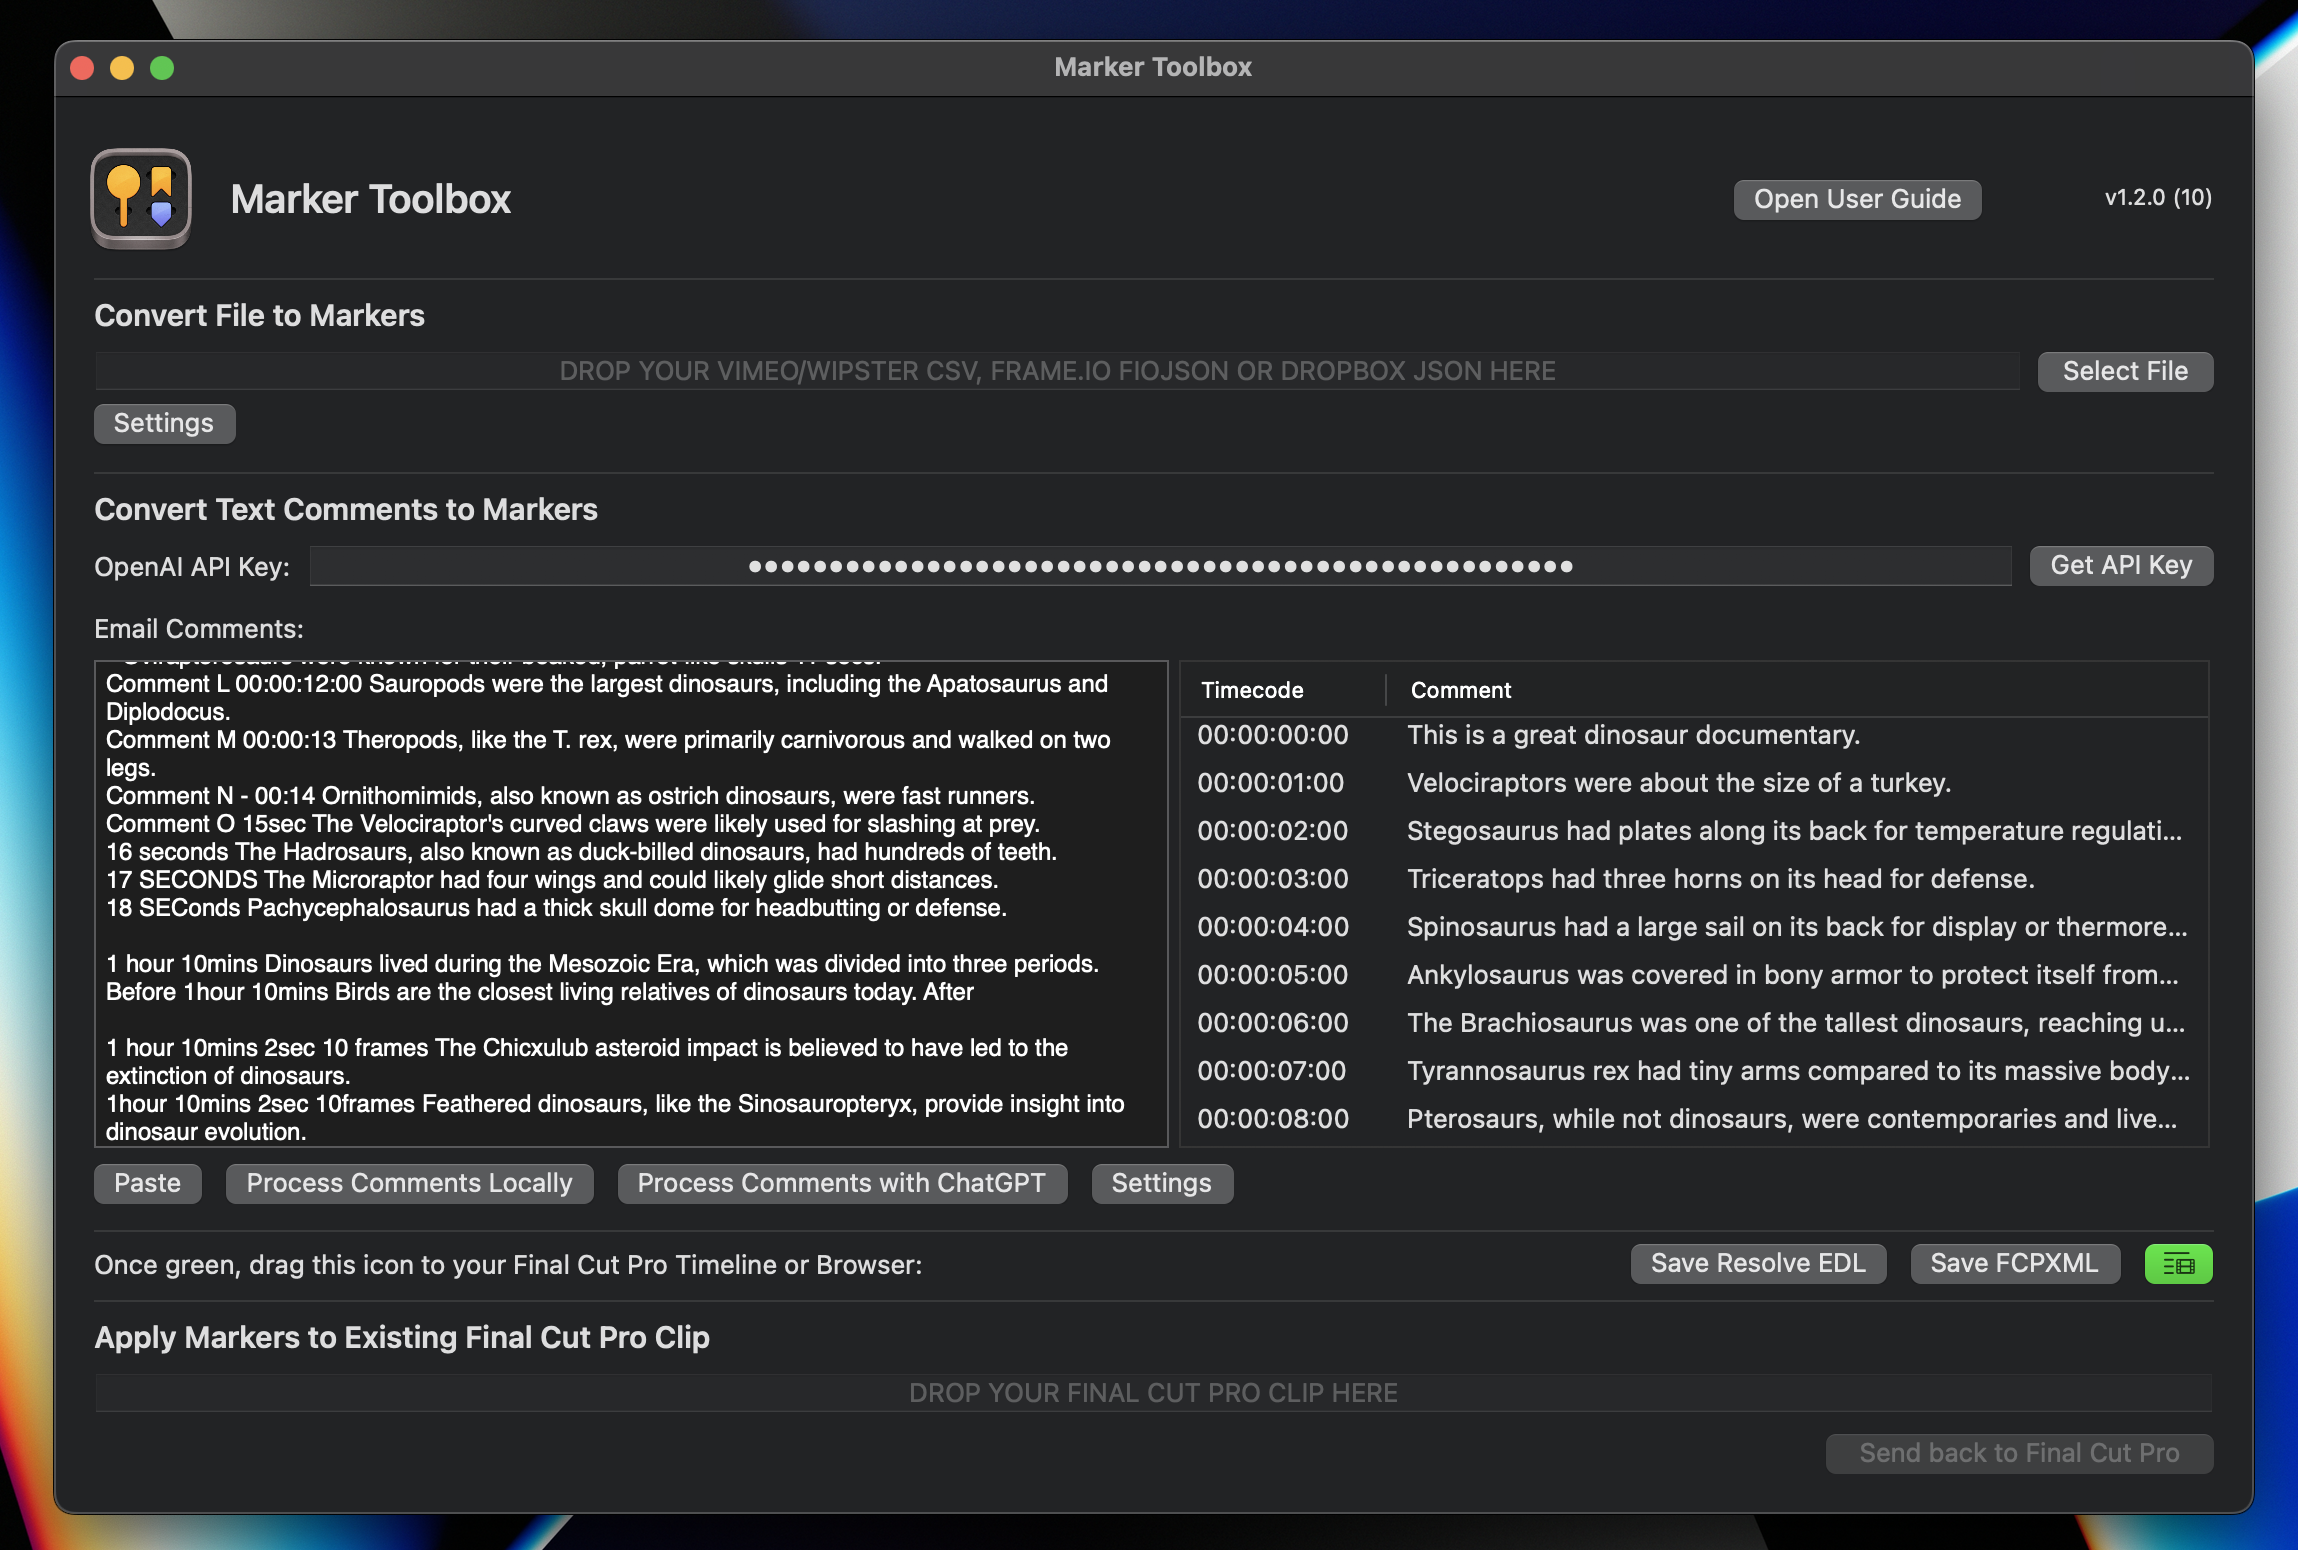 Marker Toolbox
Marker Toolbox
Open User Guide
v1.2.0 (10)
Convert File to Markers
DROP YOUR VIMEO/WIPSTER CSV, FRAME.IO FIOJSON OR DROPBOX JSON HERE
Select File
Settings
Convert Text Comments to Markers
OpenAI API Key:
Get API Key
Email Comments:
Comment L 00:00:12:00 Sauropods were the largest dinosaurs, including the Apatosaurus and
Diplodocus.
Comment M 00:00:13 Theropods, like the T. rex, were primarily carnivorous and walked on two
legs.
Comment N - 00:14 Ornithomimids, also known as ostrich dinosaurs, were fast runners.
Comment O 15sec The Velociraptor's curved claws were likely used for slashing at prey.
16 seconds The Hadrosaurs, also known as duck-billed dinosaurs, had hundreds of teeth.
17 SECONDS The Microraptor had four wings and could likely glide short distances.
18 SEConds Pachycephalosaurus had a thick skull dome for headbutting or defense.
1 hour 10mins Dinosaurs lived during the Mesozoic Era, which was divided into three periods.
Before 1hour 10mins Birds are the closest living relatives of dinosaurs today. After
1 hour 10mins 2sec 10 frames The Chicxulub asteroid impact is believed to have led to the
extinction of dinosaurs.
1hour 10mins 2sec 10frames Feathered dinosaurs, like the Sinosauropteryx, provide insight into
dinosaur evolution.
Timecode Comment
00:00:00:00 This is a great dinosaur documentary.
00:00:01:00 Velociraptors were about the size of a turkey.
00:00:02:00 Stegosaurus had plates along its back for temperature regulati...
00:00:03:00 Triceratops had three horns on its head for defense.
00:00:04:00 Spinosaurus had a large sail on its back for display or thermore...
00:00:05:00 Ankylosaurus was covered in bony armor to protect itself from...
00:00:06:00 The Brachiosaurus was one of the tallest dinosaurs, reaching u...
00:00:07:00 Tyrannosaurus rex had tiny arms compared to its massive body...
00:00:08:00 Pterosaurs, while not dinosaurs, were contemporaries and live...
Paste
Process Comments Locally
Process Comments with ChatGPT
Settings
Once green, drag this icon to your Final Cut Pro Timeline or Browser:
Save Resolve EDL
Save FCPXML
Apply Markers to Existing Final Cut Pro Clip
DROP YOUR FINAL CUT PRO CLIP HERE
Send back to Final Cut Pro